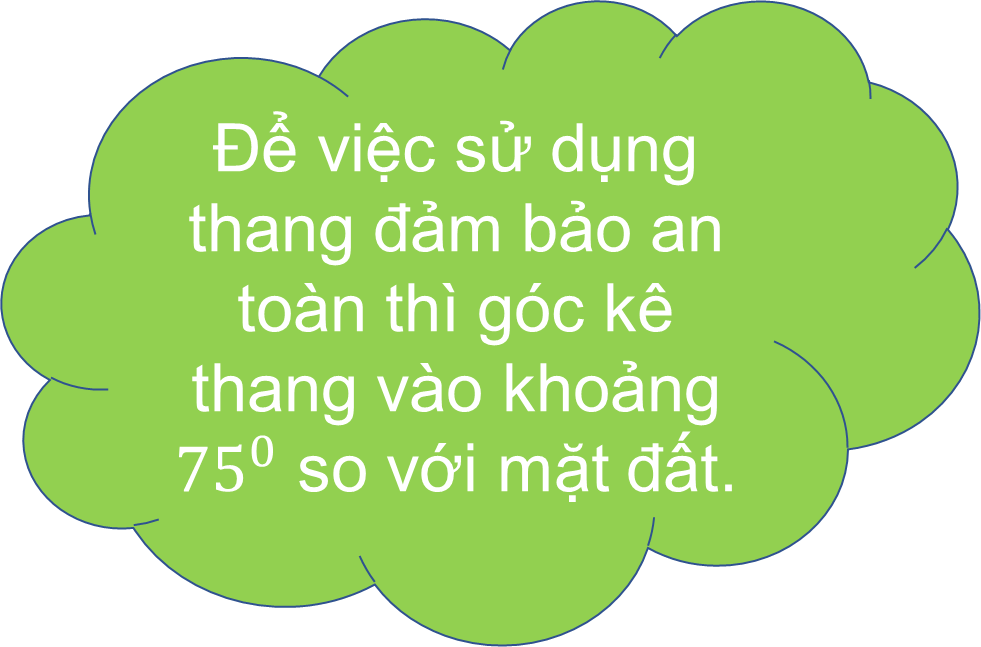 Để việc sử dụng
thang đảm bảo an
toàn thì góc kê
thang vào khoảng
75⁰ so với mặt đất.